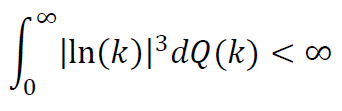 ∫₀^∞ |ln(k)|³ dQ(k) < ∞